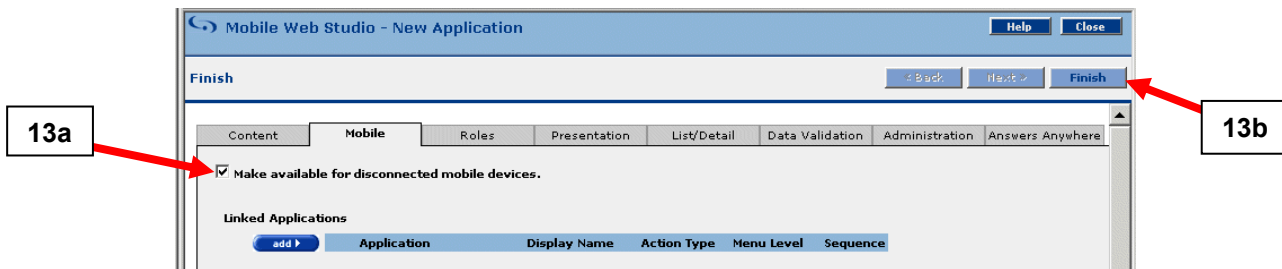 Mobile Web Studio - New Application
Help Close
Finish
< Back Next > Finish
13a
13b
Content Mobile Roles Presentation List/Detail Data Validation Administration Answers Anywhere
Make available for disconnected mobile devices.
Linked Applications
add Application Display Name Action Type Menu Level Sequence